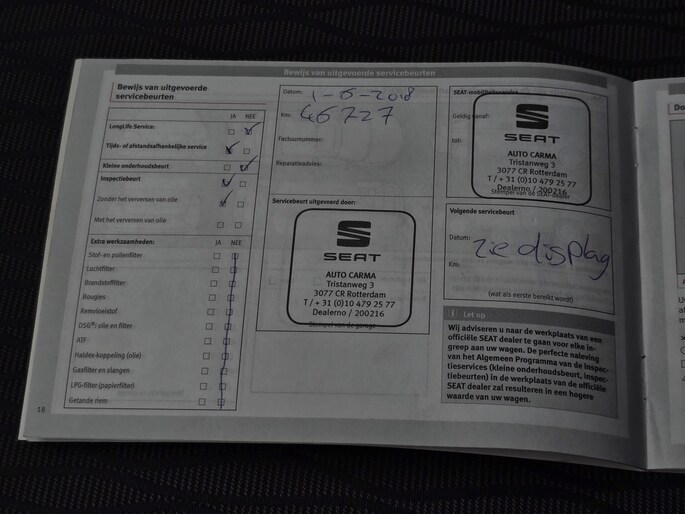 Bewijs van uitgevoerde servicebeurten
Bewijs van uitgevoerde
servicebeurten
JA NEE
LongLife Service:
Tijds- of afstandsafhankelijke service
Kleine onderhoudsbeurt
Inspectiebeurt
Zonder het verversen van olie
Met het verversen van olie
Extra werkzaamheden: JA NEE
Stof- en pollenfilter
Luchtfilter
Brandstoffilter
Bougies
Remvloeistof
DSG®: olie en filter
ATF
Haldex-koppeling (olie)
Gasfilter en slangen
LPG-filter (papierfilter)
Getande riem
18
Datum: 1-6-2018
Km: 46727
Factuurnummer:
Reparatieadvies:
Servicebeurt uitgevoerd door:
SEAT
AUTO CARMA
Tristanweg 3
3077 CR Rotterdam
T / + 31 (0)10 479 25 77
Dealerno / 200216
Stempel van de garage
SEAT-mobiliteitsservice
Geldig vanaf:
tot:
SEAT
AUTO CARMA
Tristanweg 3
3077 CR Rotterdam
T / + 31 (0)10 479 25 77
Dealerno / 200216
Stempel van de SEAT-dealer
Volgende servicebeurt
Datum:
zie display
Km:
(wat als eerste bereikt wordt)
i Let op
Wij adviseren u naar de werkplaats van een
officiële SEAT dealer te gaan voor elke in-
greep aan uw wagen. De perfecte naleving
van het Algemeen Programma van de Inspec-
tieservices (kleine onderhoudsbeurt, inspec-
tiebeurten) in de werkplaats van de officiële
SEAT dealer zal resulteren in een hogere
waarde van uw wagen.